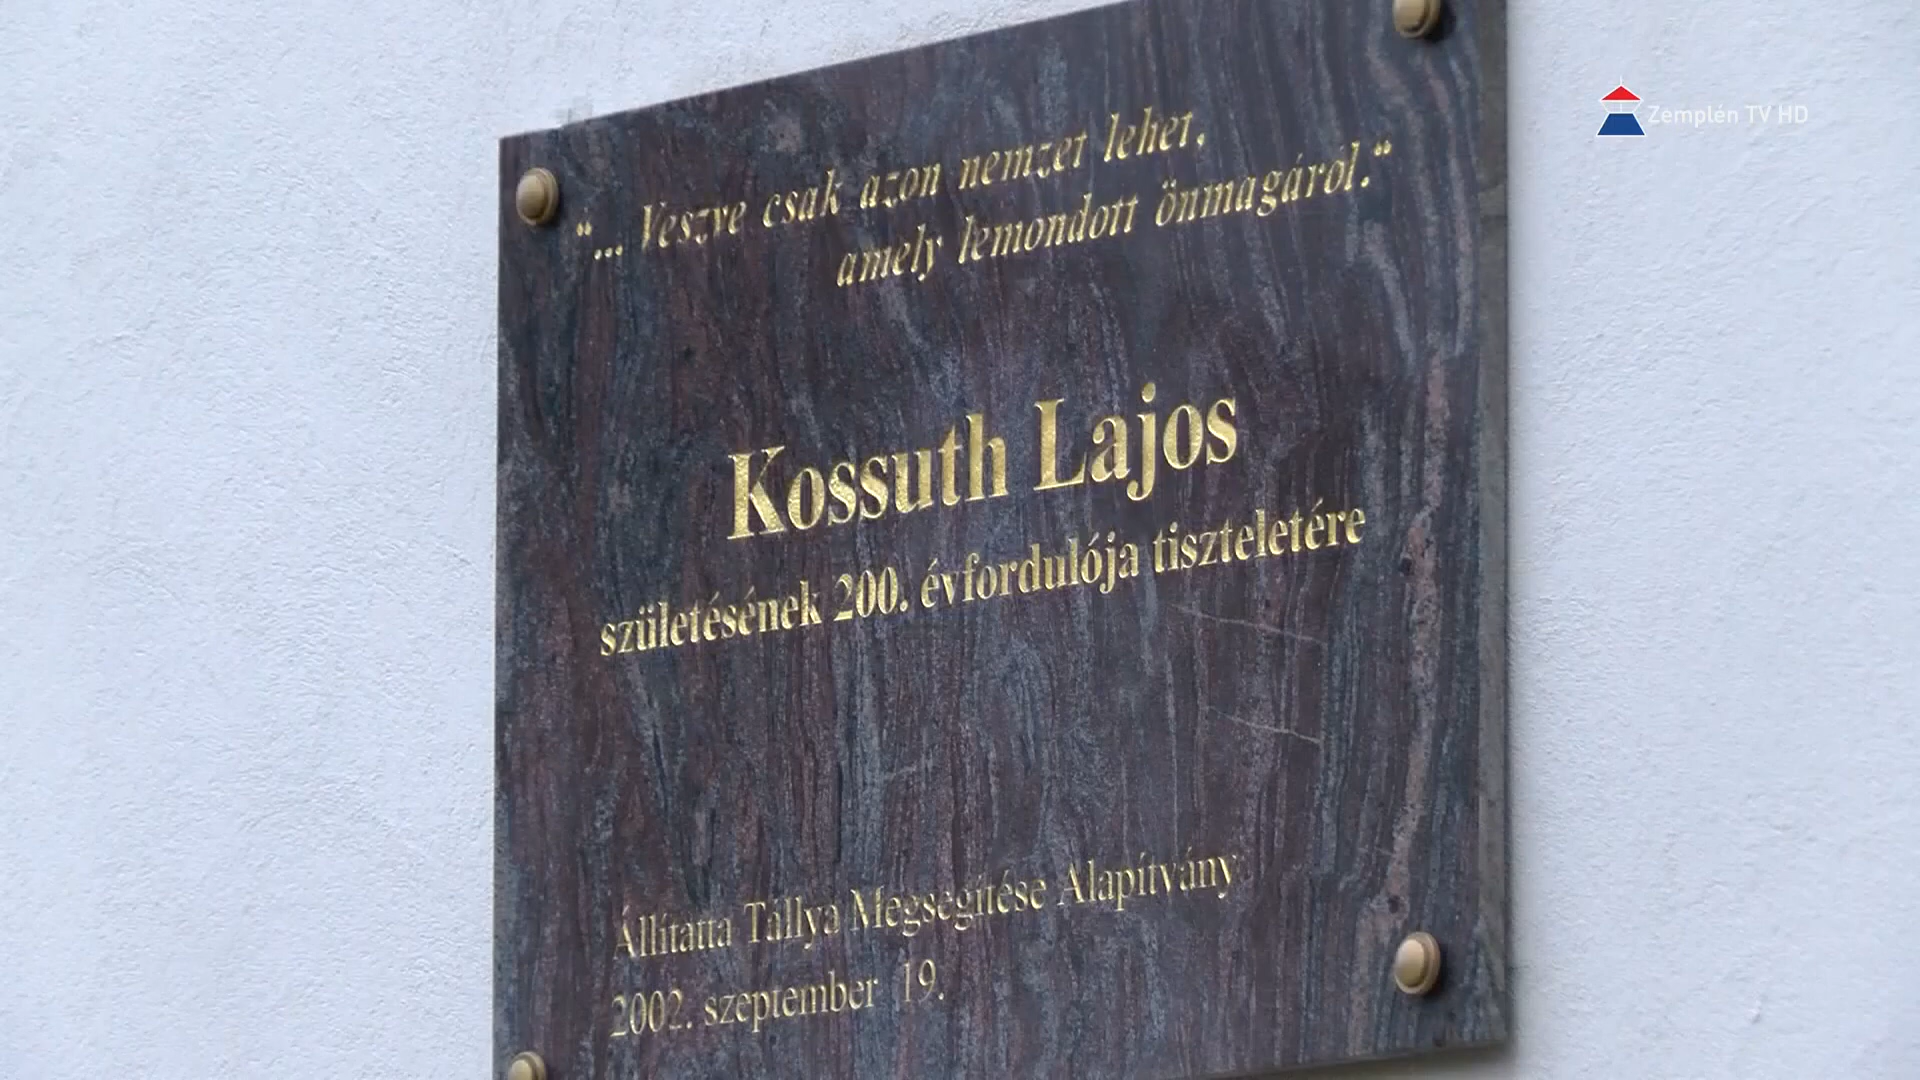 Zemplén TV HD
“... Veszve csak azon nemzet lehet,
amely lemondott önmagáról.“
Kossuth Lajos
születésének 200. évfordulója tiszteletére
Állíttatta Tállya Megsegítése Alapítvány
2002. szeptember 19.